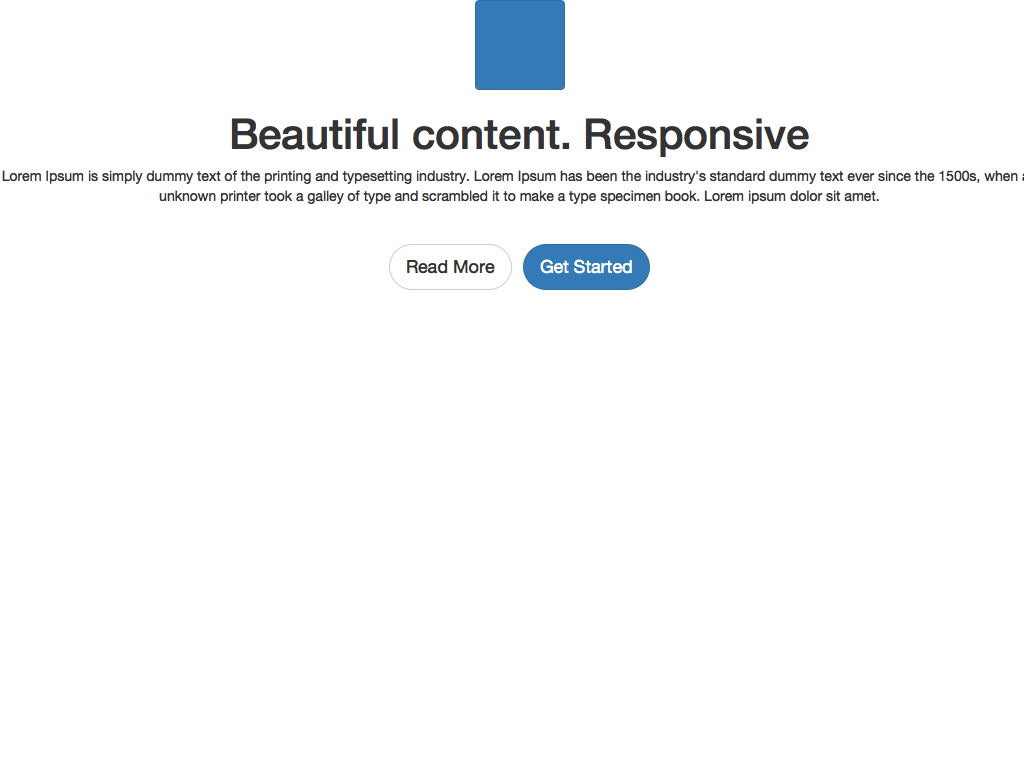 Beautiful content. Responsive
Lorem Ipsum is simply dummy text of the printing and typesetting industry. Lorem Ipsum has been the industry's standard dummy text ever since the 1500s, when
unknown printer took a galley of type and scrambled it to make a type specimen book. Lorem ipsum dolor sit amet.
Read More
Get Started